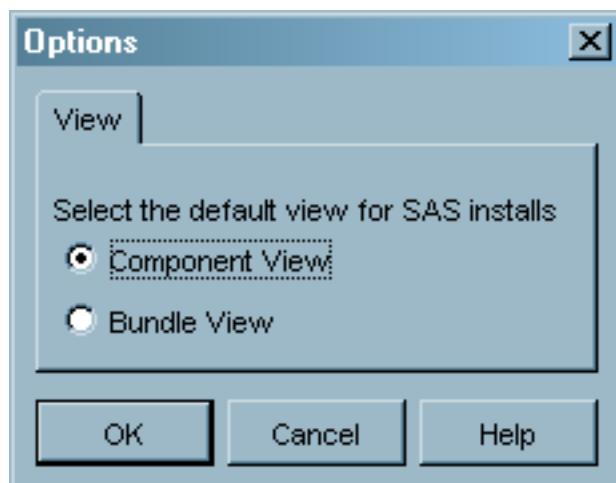 Options
View
Select the default view for SAS installs
Component View
Bundle View
OK
Cancel
Help